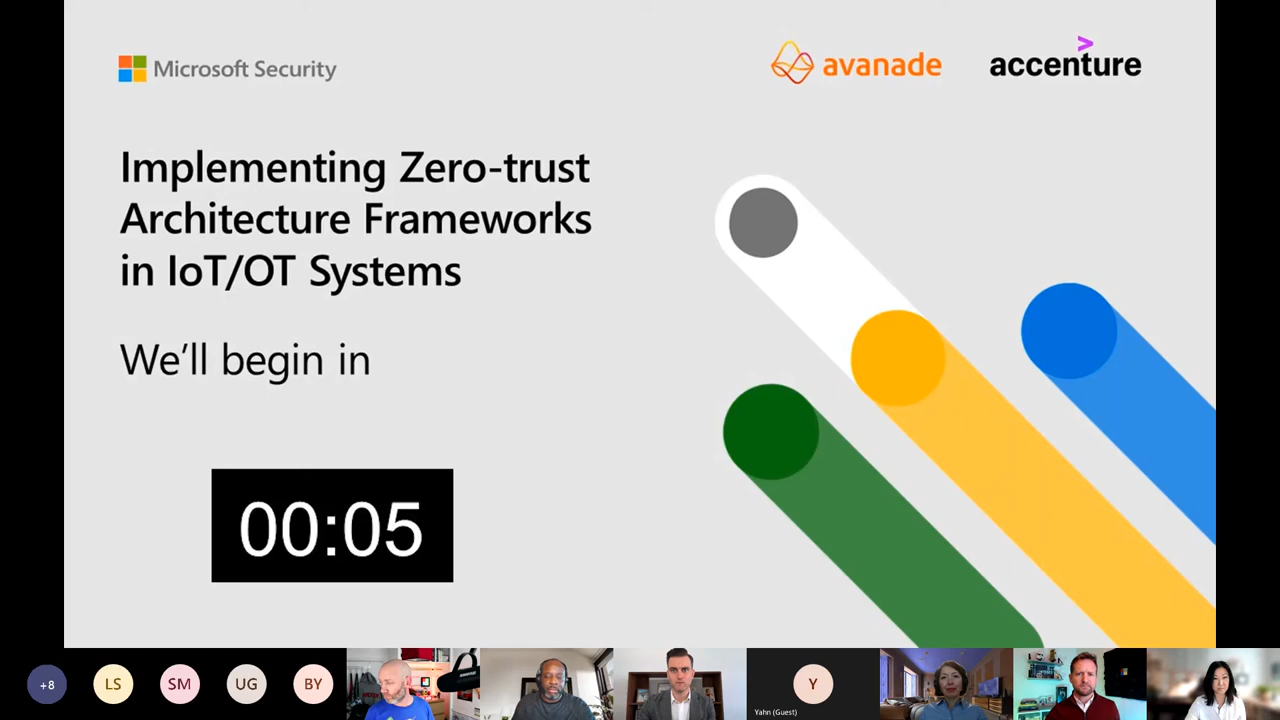 Microsoft Security
avanade
accenture
Implementing Zero-trust
Architecture Frameworks
in IoT/OT Systems
We'll begin in
00:05
+8
LS
SM
UG
BY
Y
Yahn (Guest)